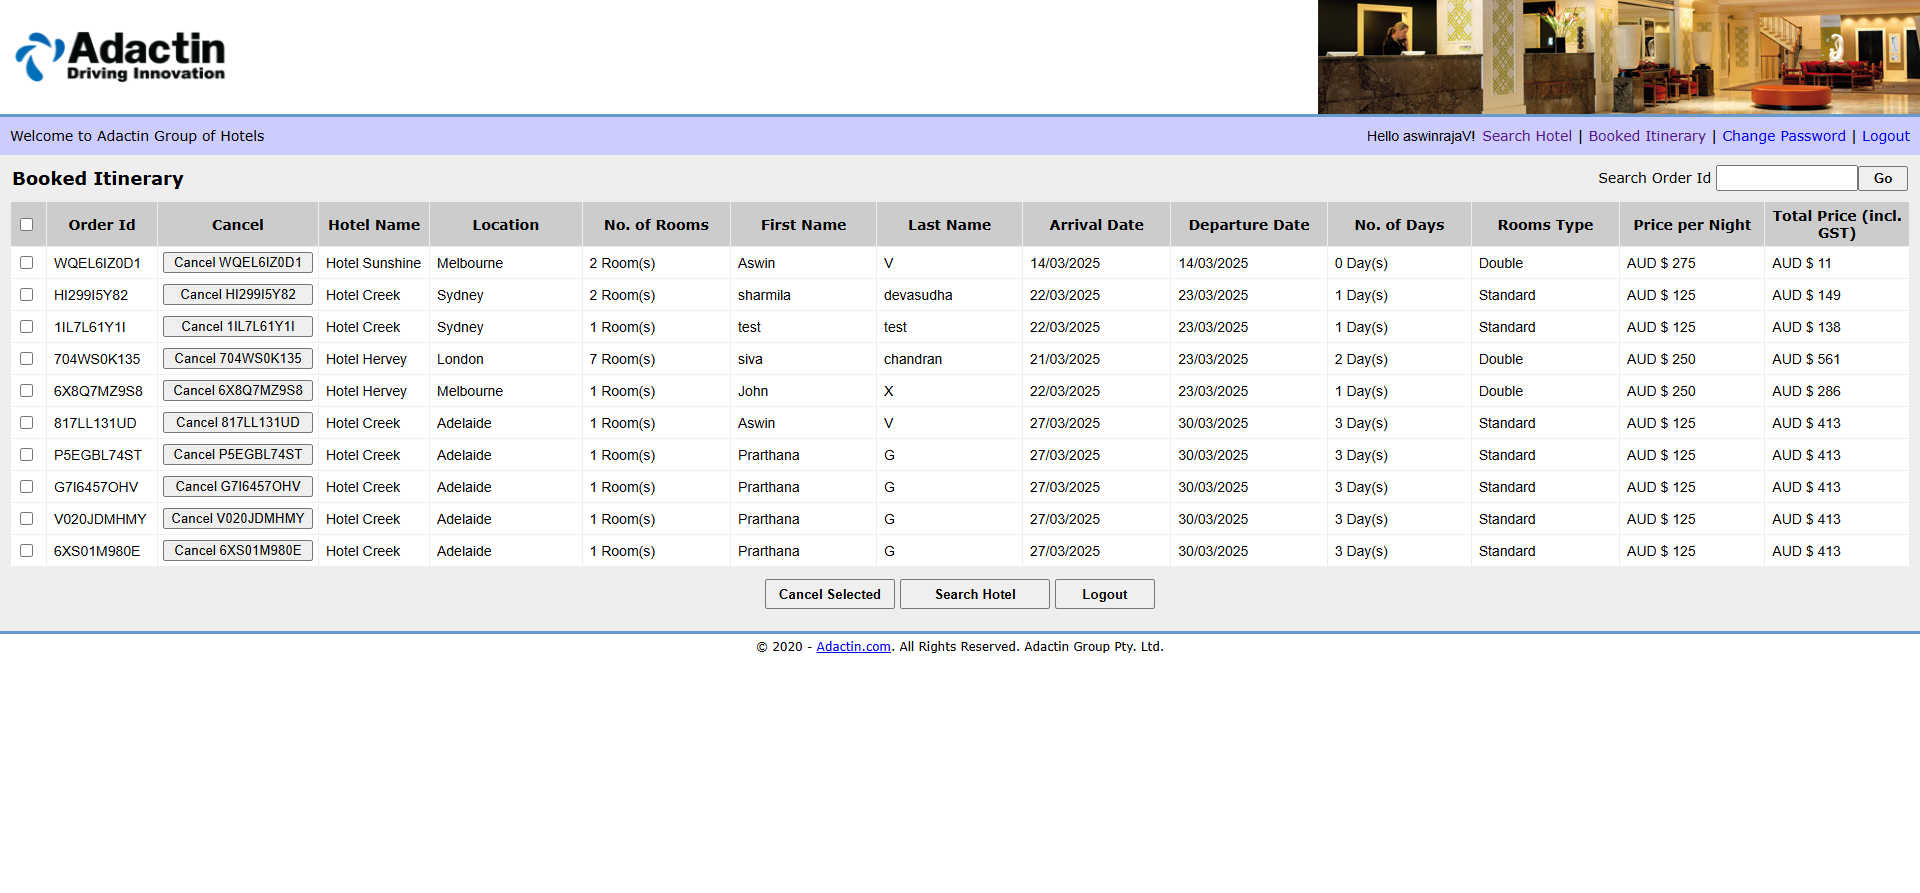 Adactin
Driving Innovation
Welcome to Adactin Group of Hotels
Hello aswinrajaV! Search Hotel | Booked Itinerary | Change Password | Logout
Booked Itinerary
Search Order Id Go
Order Id Cancel Hotel Name Location No. of Rooms First Name Last Name Arrival Date Departure Date No. of Days Rooms Type Price per Night Total Price (incl. GST)
WQEL6IZ0D1 Cancel WQEL6IZ0D1 Hotel Sunshine Melbourne 2 Room(s) Aswin V 14/03/2025 14/03/2025 0 Day(s) Double AUD $ 275 AUD $ 11
HI299I5Y82 Cancel HI299I5Y82 Hotel Creek Sydney 2 Room(s) sharmila devasudha 22/03/2025 23/03/2025 1 Day(s) Standard AUD $ 125 AUD $ 149
1IL7L61Y1I Cancel 1IL7L61Y1I Hotel Creek Sydney 1 Room(s) test test 22/03/2025 23/03/2025 1 Day(s) Standard AUD $ 125 AUD $ 138
704WS0K135 Cancel 704WS0K135 Hotel Hervey London 7 Room(s) siva chandran 21/03/2025 23/03/2025 2 Day(s) Double AUD $ 250 AUD $ 561
6X8Q7MZ9S8 Cancel 6X8Q7MZ9S8 Hotel Hervey Melbourne 1 Room(s) John X 22/03/2025 23/03/2025 1 Day(s) Double AUD $ 250 AUD $ 286
817LL131UD Cancel 817LL131UD Hotel Creek Adelaide 1 Room(s) Aswin V 27/03/2025 30/03/2025 3 Day(s) Standard AUD $ 125 AUD $ 413
P5EGBL74ST Cancel P5EGBL74ST Hotel Creek Adelaide 1 Room(s) Prarthana G 27/03/2025 30/03/2025 3 Day(s) Standard AUD $ 125 AUD $ 413
G7I6457OHV Cancel G7I6457OHV Hotel Creek Adelaide 1 Room(s) Prarthana G 27/03/2025 30/03/2025 3 Day(s) Standard AUD $ 125 AUD $ 413
V020JDMHMY Cancel V020JDMHMY Hotel Creek Adelaide 1 Room(s) Prarthana G 27/03/2025 30/03/2025 3 Day(s) Standard AUD $ 125 AUD $ 413
6XS01M980E Cancel 6XS01M980E Hotel Creek Adelaide 1 Room(s) Prarthana G 27/03/2025 30/03/2025 3 Day(s) Standard AUD $ 125 AUD $ 413
Cancel Selected Search Hotel Logout
© 2020 - Adactin.com. All Rights Reserved. Adactin Group Pty. Ltd.